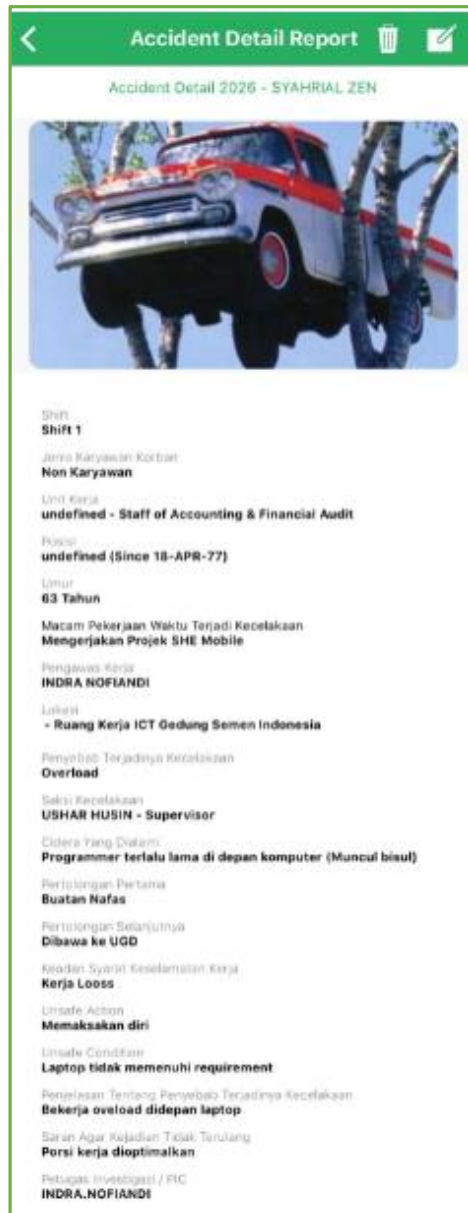 Accident Detail Report
Accident Detail 2026 - SYAHRIAL ZEN
Shift
Shift 1
Jenis Karyawan Korban
Non Karyawan
Unit Kerja
undefined - Staff of Accounting & Financial Audit
Posisi
undefined (Since 18-APR-77)
Umur
63 Tahun
Macam Pekerjaan Waktu Terjadi Kecelakaan
Mengerjakan Projek SHE Mobile
Pengawas Kerja
INDRA NOFIANDI
Lokasi
- Ruang Kerja ICT Gedung Semen Indonesia
Penyebab Terjadinya Kecelakaan
Overload
Saksi Kecelakaan
USHAR HUSIN - Supervisor
Cidera Yang Dialami
Programmer terlalu lama di depan komputer (Muncul bisul)
Pertolongan Pertama
Buatan Nafas
Pertolongan Selanjutnya
Dibawa ke UGD
Keadan Syarat Keselamatan Kerja
Kerja Looss
Unsafe Action
Memaksakan diri
Unsafe Condition
Laptop tidak memenuhi requirement
Penjelasan Tentang Penyebab Terjadinya Kecelakaan
Bekerja oveload didepan laptop
Saran Agar Kejadian Tidak Terulang
Porsi kerja dioptimalkan
Petugas Investigasi / PIC
INDRA.NOFIANDI